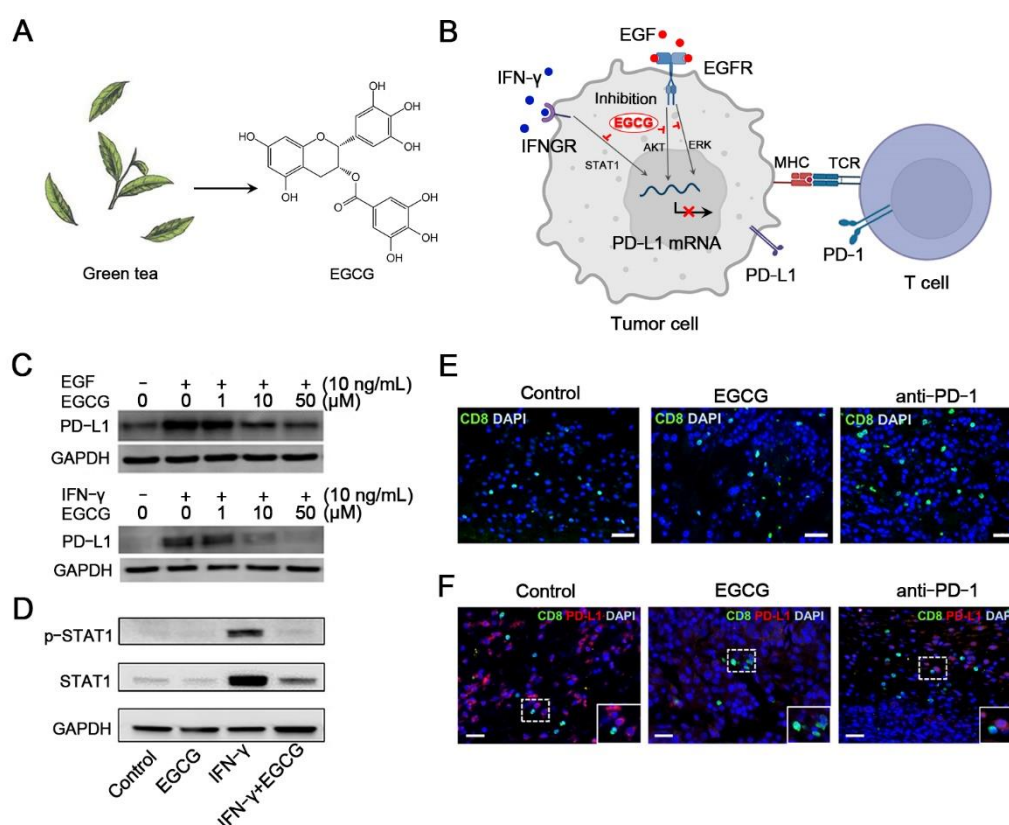 A
Green tea
HO
O
OH
OH
OH
OH
O
O
OH
OH
OH
EGCG
B
EGF
EGFR
IFN-γ
Inhibition
EGCG
IFNGR
STAT1
AKT
ERK
MHC TCR
PD-L1 mRNA
PD-L1
PD-1
T cell
Tumor cell
C
EGF − + + + + (10 ng/mL)
EGCG 0 0 1 10 50 (μM)
PD-L1
GAPDH
IFN-γ − + + + + (10 ng/mL)
EGCG 0 0 1 10 50 (μM)
PD-L1
GAPDH
D
p-STAT1
STAT1
GAPDH
Control
EGCG
IFN-γ
IFN-γ+EGCG
E
Control EGCG anti-PD-1
CD8 DAPI CD8 DAPI CD8 DAPI
F
Control EGCG anti-PD-1
CD8 PD-L1 DAPI CD8 PD-L1 DAPI CD8 PD-L1 DAPI